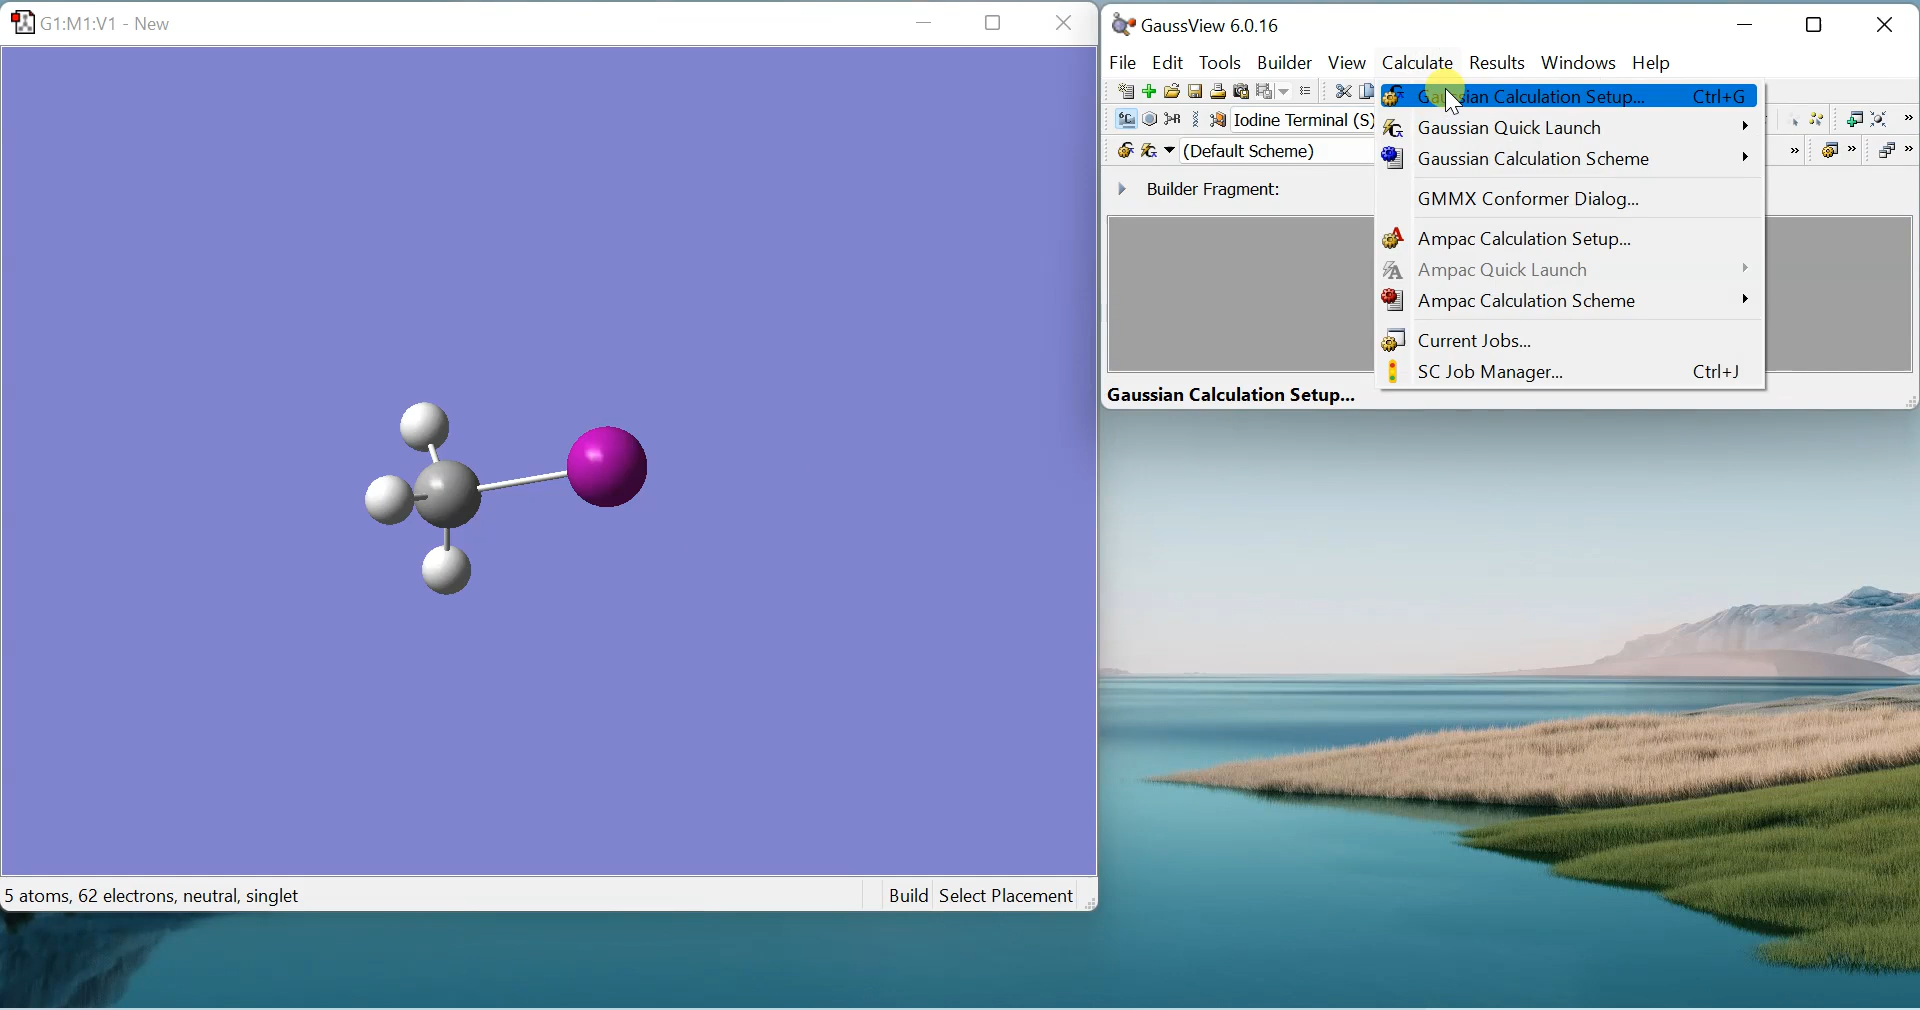 G1:M1:V1 - New
5 atoms, 62 electrons, neutral, singlet
Build
Select Placement
GaussView 6.0.16
File Edit Tools Builder View Calculate Results Windows Help
Iodine Terminal (S)
(Default Scheme)
Builder Fragment:
Gaussian Calculation Setup... Ctrl+G
Gaussian Quick Launch
Gaussian Calculation Scheme
GMMX Conformer Dialog...
Ampac Calculation Setup...
Ampac Quick Launch
Ampac Calculation Scheme
Current Jobs...
SC Job Manager... Ctrl+J
Gaussian Calculation Setup...